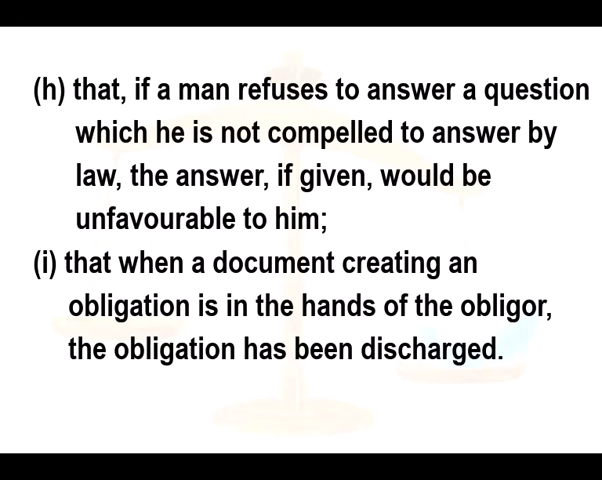 (h) that, if a man refuses to answer a question
which he is not compelled to answer by
law, the answer, if given, would be
unfavourable to him;
(i) that when a document creating an
obligation is in the hands of the obligor,
the obligation has been discharged.